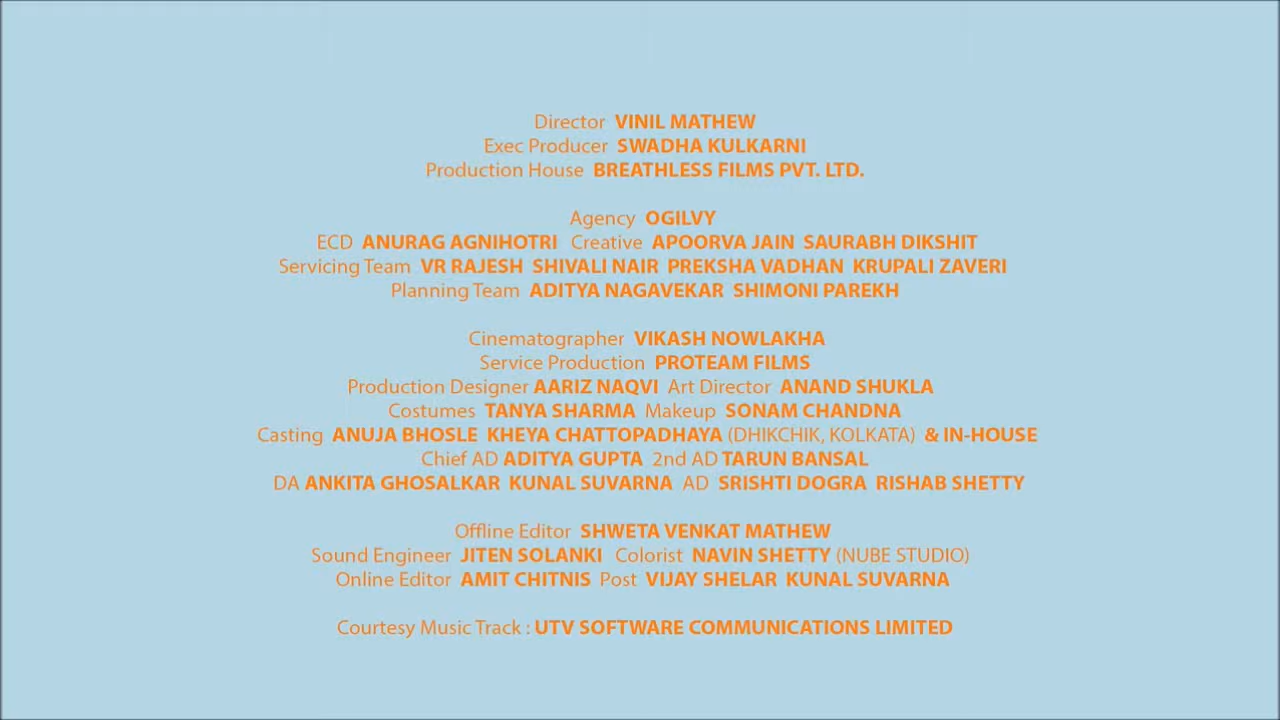 Director VINIL MATHEW
Exec Producer SWADHA KULKARNI
Production House BREATHLESS FILMS PVT. LTD.
Agency OGILVY
ECD ANURAG AGNIHOTRI Creative APOORVA JAIN SAURABH DIKSHIT
Servicing Team VR RAJESH SHIVALI NAIR PREKSHA VADHAN KRUPALI ZAVERI
Planning Team ADITYA NAGAVEKAR SHIMONI PAREKH
Cinematographer VIKASH NOWLAKHA
Service Production PROTEAM FILMS
Production Designer AARIZ NAQVI Art Director ANAND SHUKLA
Costumes TANYA SHARMA Makeup SONAM CHANDNA
Casting ANUJA BHOSLE KHEYA CHATTOPADHAYA (DHIKCHIK, KOLKATA) & IN-HOUSE
Chief AD ADITYA GUPTA 2nd AD TARUN BANSAL
DA ANKITA GHOSALKAR KUNAL SUVARNA AD SRISHTI DOGRA RISHAB SHETTY
Offline Editor SHWETA VENKAT MATHEW
Sound Engineer JITEN SOLANKI Colorist NAVIN SHETTY (NUBE STUDIO)
Online Editor AMIT CHITNIS Post VIJAY SHELAR KUNAL SUVARNA
Courtesy Music Track : UTV SOFTWARE COMMUNICATIONS LIMITED